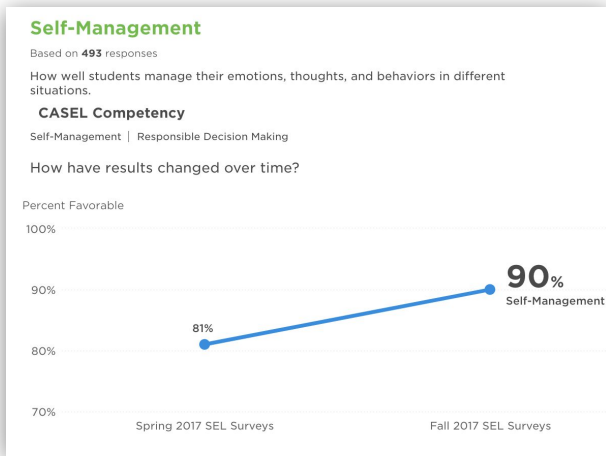 Self-Management
Based on 493 responses
How well students manage their emotions, thoughts, and behaviors in different
situations.
CASEL Competency
Self-Management | Responsible Decision Making
How have results changed over time?
Percent Favorable
100%
90%
90%
Self-Management
81%
80%
70%
Spring 2017 SEL Surveys
Fall 2017 SEL Surveys